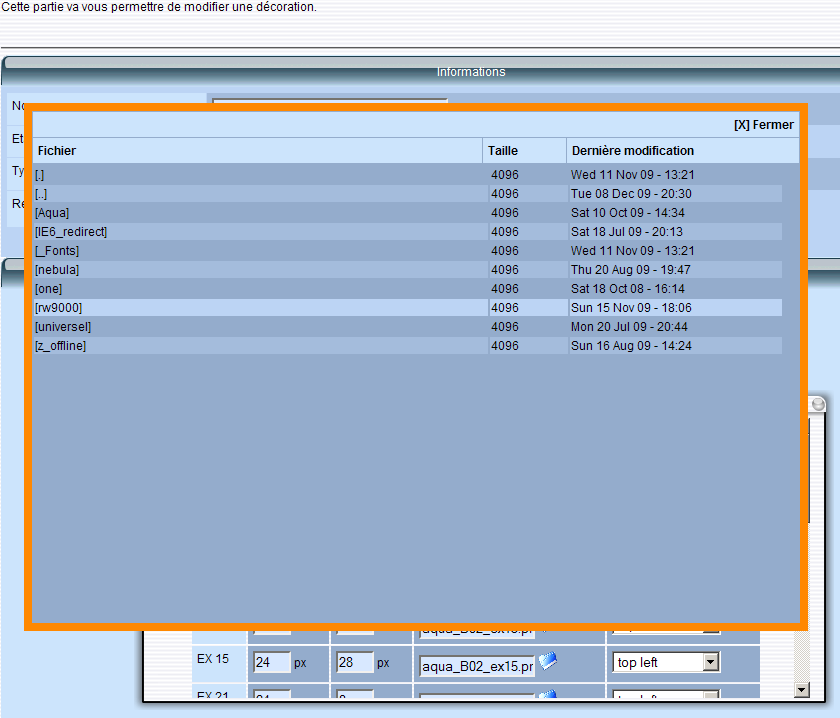 Cette partie va vous permettre de modifier une décoration.
Informations
[X] Fermer
Fichier Taille Dernière modification
[.] 4096 Wed 11 Nov 09 - 13:21
[..] 4096 Tue 08 Dec 09 - 20:30
[Aqua] 4096 Sat 10 Oct 09 - 14:34
[IE6_redirect] 4096 Sat 18 Jul 09 - 20:13
[_Fonts] 4096 Wed 11 Nov 09 - 13:21
[nebula] 4096 Thu 20 Aug 09 - 19:47
[one] 4096 Sat 18 Oct 08 - 16:14
[rw9000] 4096 Sun 15 Nov 09 - 18:06
[universel] 4096 Mon 20 Jul 09 - 20:44
[z_offline] 4096 Sun 16 Aug 09 - 14:24
EX 15 24 px 28 px aqua_B02_ex15.pr top left
EX 21